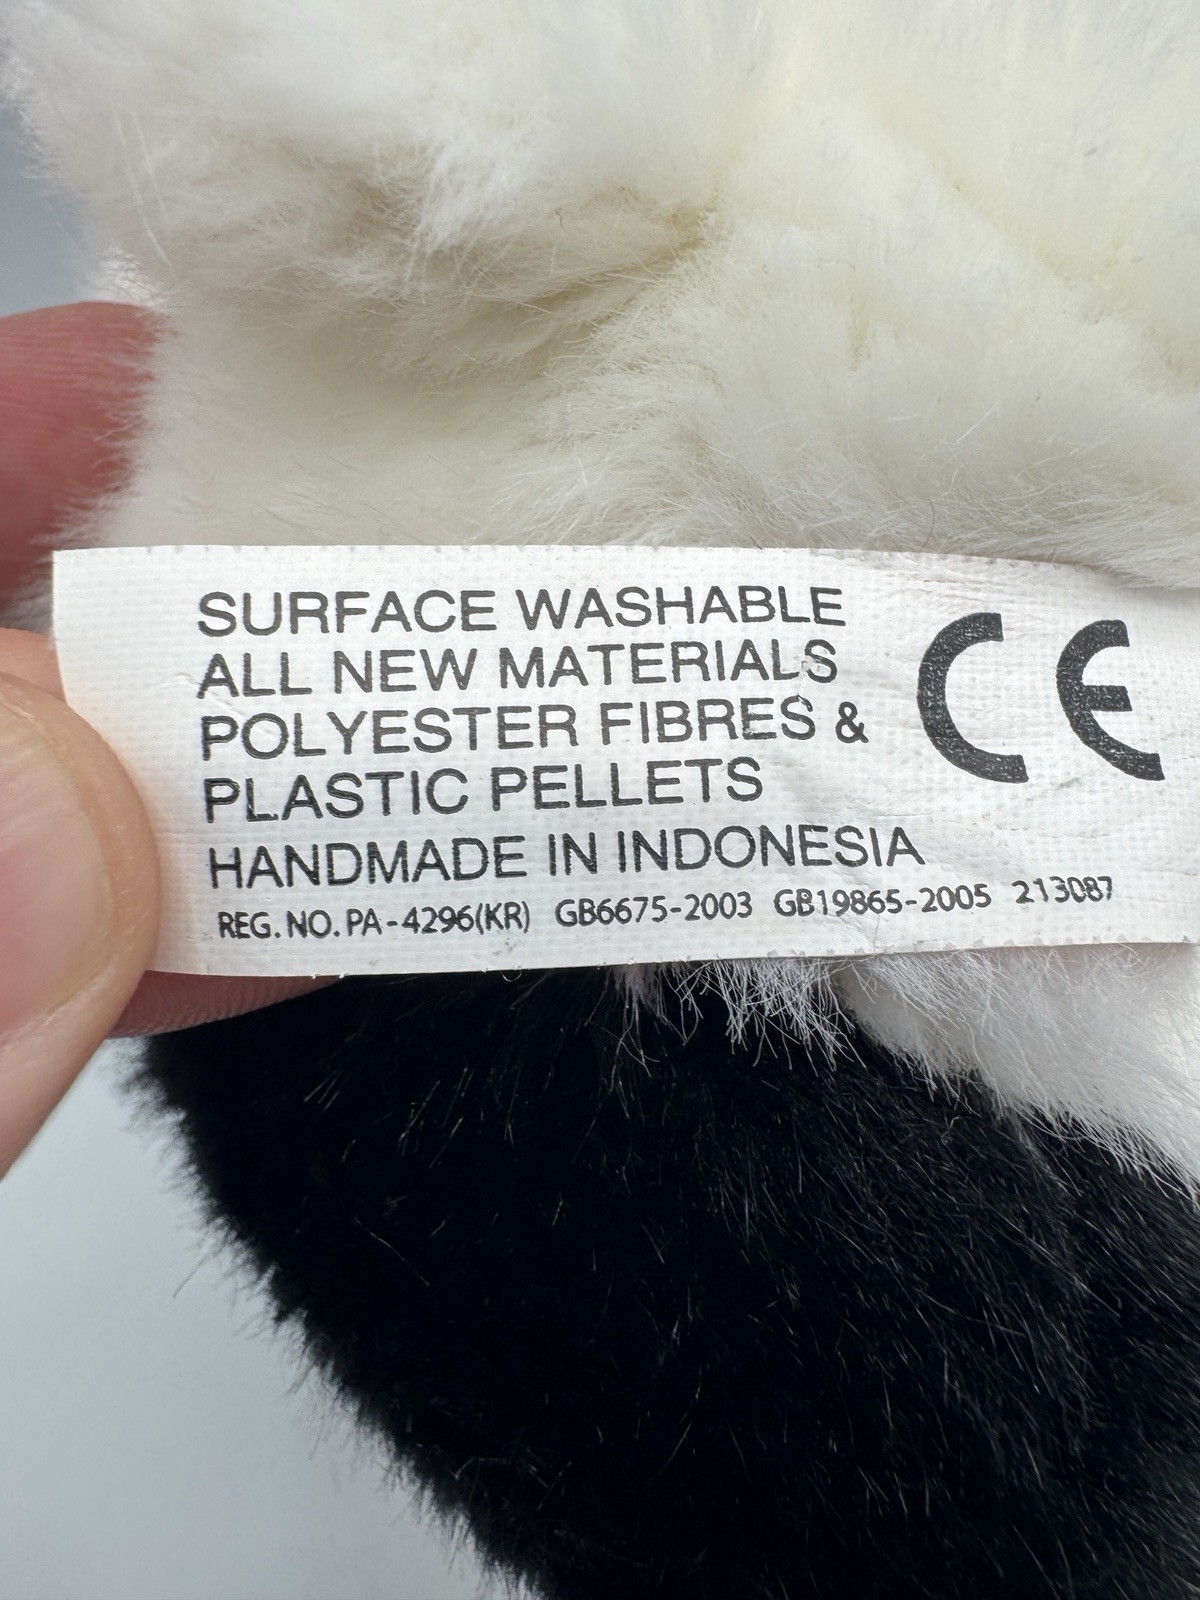 SURFACE WASHABLE
ALL NEW MATERIALS
POLYESTER FIBRES &
PLASTIC PELLETS
HANDMADE IN INDONESIA
REG. NO. PA-4296(KR) GB6675-2003 GB19865-2005 213087
CE